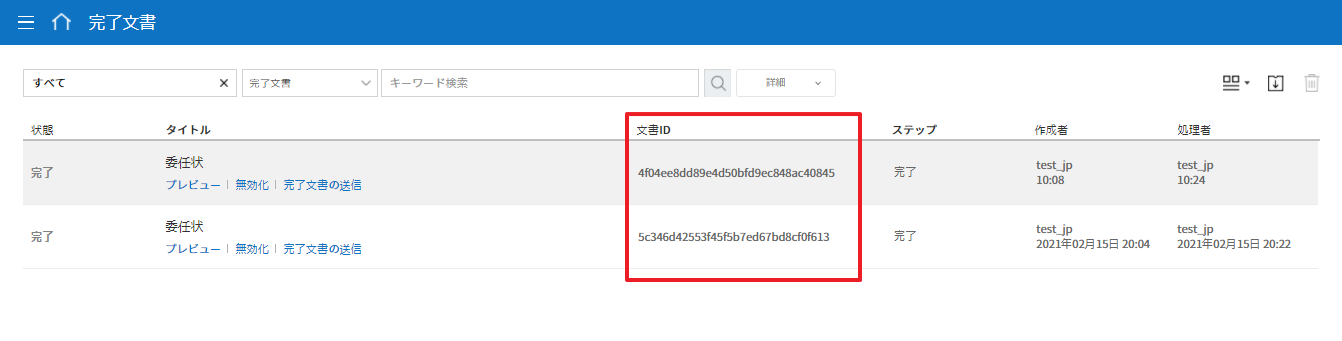 完了文書
すべて 完了文書 キーワード検索 詳細
状態 タイトル 文書ID ステップ 作成者 処理者
完了 委任状 4f04ee8dd89e4d50bfd9ec848ac40845 完了 test_jp test_jp
プレビュー | 無効化 | 完了文書の送信 10:08 10:24
完了 委任状 5c346d42553f45f5b7ed67bd8cf0f613 完了 test_jp test_jp
プレビュー | 無効化 | 完了文書の送信 2021年02月15日 20:04 2021年02月15日 20:22